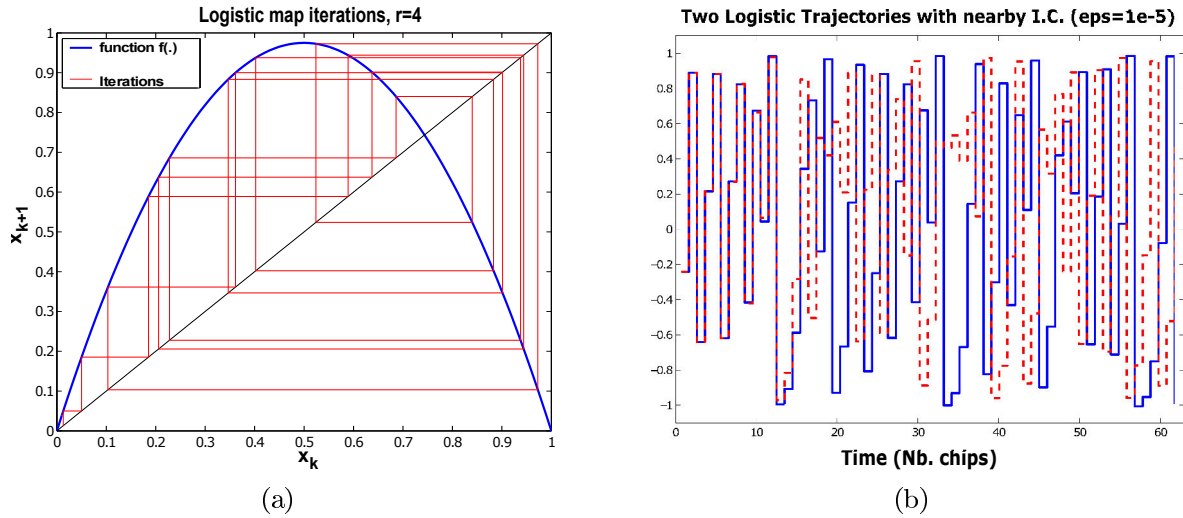 Logistic map iterations, r=4
function f(.)
Iterations
1
0.9
0.8
0.7
0.6
0.5
0.4
0.3
0.2
0.1
0
x_{k+1}
0 0.1 0.2 0.3 0.4 0.5 0.6 0.7 0.8 0.9 1
x_k
(a)
Two Logistic Trajectories with nearby I.C. (eps=1e-5)
1
0.8
0.6
0.4
0.2
0
−0.2
−0.4
−0.6
−0.8
−1
0 10 20 30 40 50 60
Time (Nb. chips)
(b)